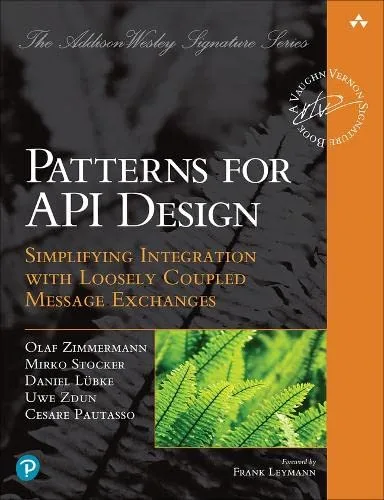 The Addison Wesley Signature Series
A VAUGHN VERNON SIGNATURE BOOK
PATTERNS FOR
API DESIGN
SIMPLIFYING INTEGRATION
WITH LOOSELY COUPLED
MESSAGE EXCHANGES
OLAF ZIMMERMANN
MIRKO STOCKER
DANIEL LÜBKE
UWE ZDUN
CESARE PAUTASSO
P
Foreword by
FRANK LEYMANN